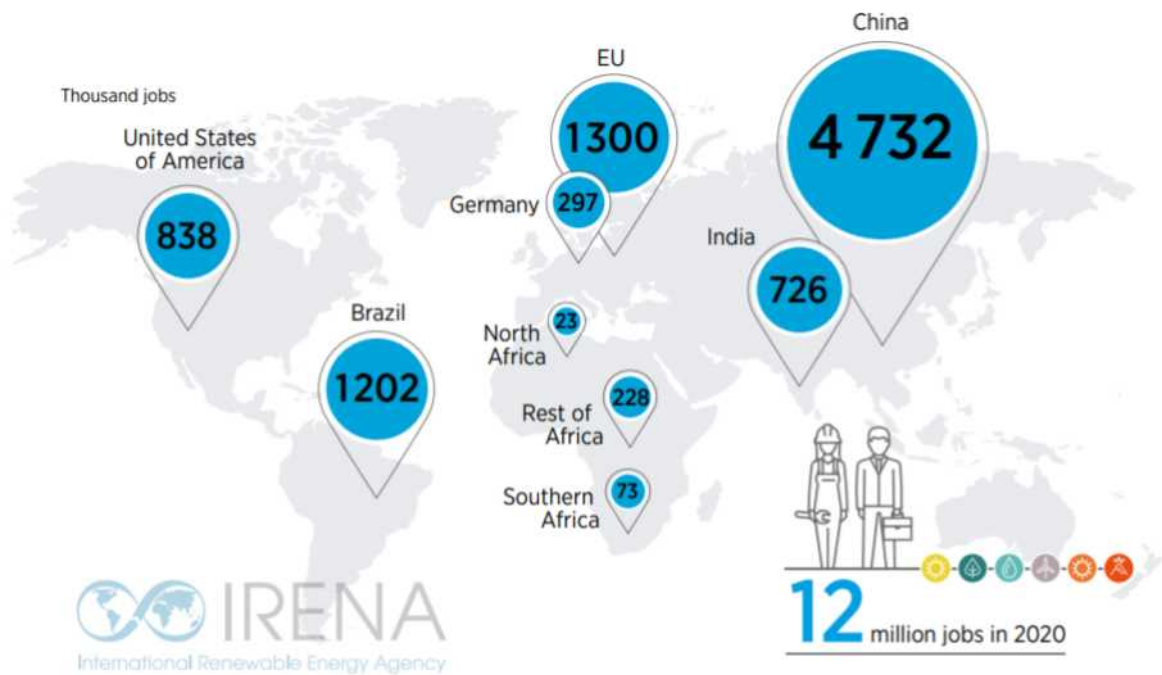 China
EU
Thousand jobs
United States
of America
4 732
1300
Germany
297
838
India
726
Brazil
North
Africa
23
1202
Rest of
Africa
228
Southern
Africa
73
IRENA
International Renewable Energy Agency
12 million jobs in 2020